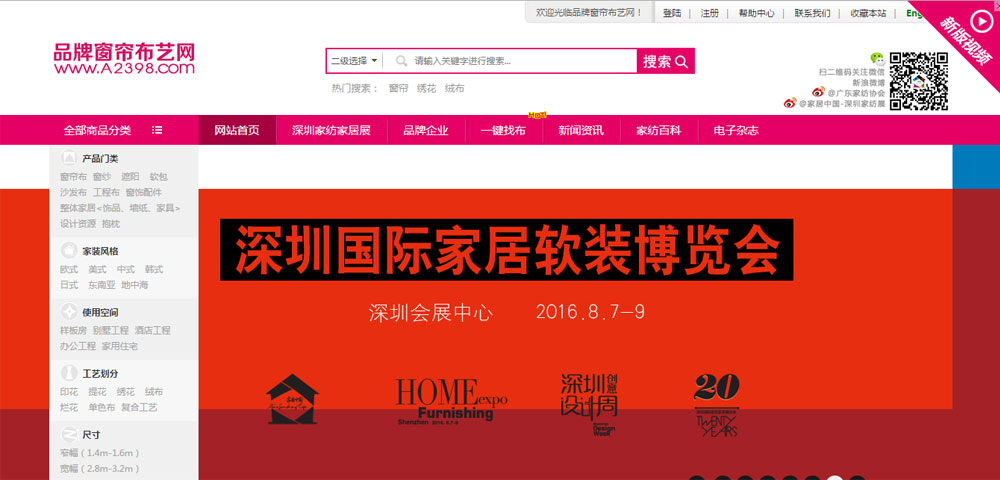 欢迎光临品牌窗帘布艺网！ 登陆 | 注册 | 帮助中心 | 联系我们 | 收藏本站 | Eng
新版视频
品牌窗帘布艺网
www.A2398.com
二级选择 请输入关键字进行搜索... 搜索
热门搜索： 窗帘 绣花 绒布
扫二维码关注微信
新浪微博
@广东家纺协会
@家居中国-深圳家纺展
HOT!
全部商品分类 网站首页 深圳家纺家居展 品牌企业 一键找布 新闻资讯 家纺百科 电子杂志
产品门类
窗帘布 窗纱 遮阳 软包
沙发布 工程布 窗饰配件
整体家居<饰品、墙纸、家具>
设计资源 抱枕
家装风格
欧式 美式 中式 韩式
日式 东南亚 地中海
使用空间
样板房 别墅工程 酒店工程
办公工程 家用住宅
工艺划分
印花 提花 绣花 绒布
烂花 单色布 复合工艺
尺寸
窄幅（1.4m-1.6m）
宽幅（2.8m-3.2m）
深圳国际家居软装博览会
深圳会展中心 2016.8.7-9
HOME expo
Furnishing
Shenzhen 2016.8.7-9
深圳创意
设计周
Design
Week
20
TWENTY
YEARS